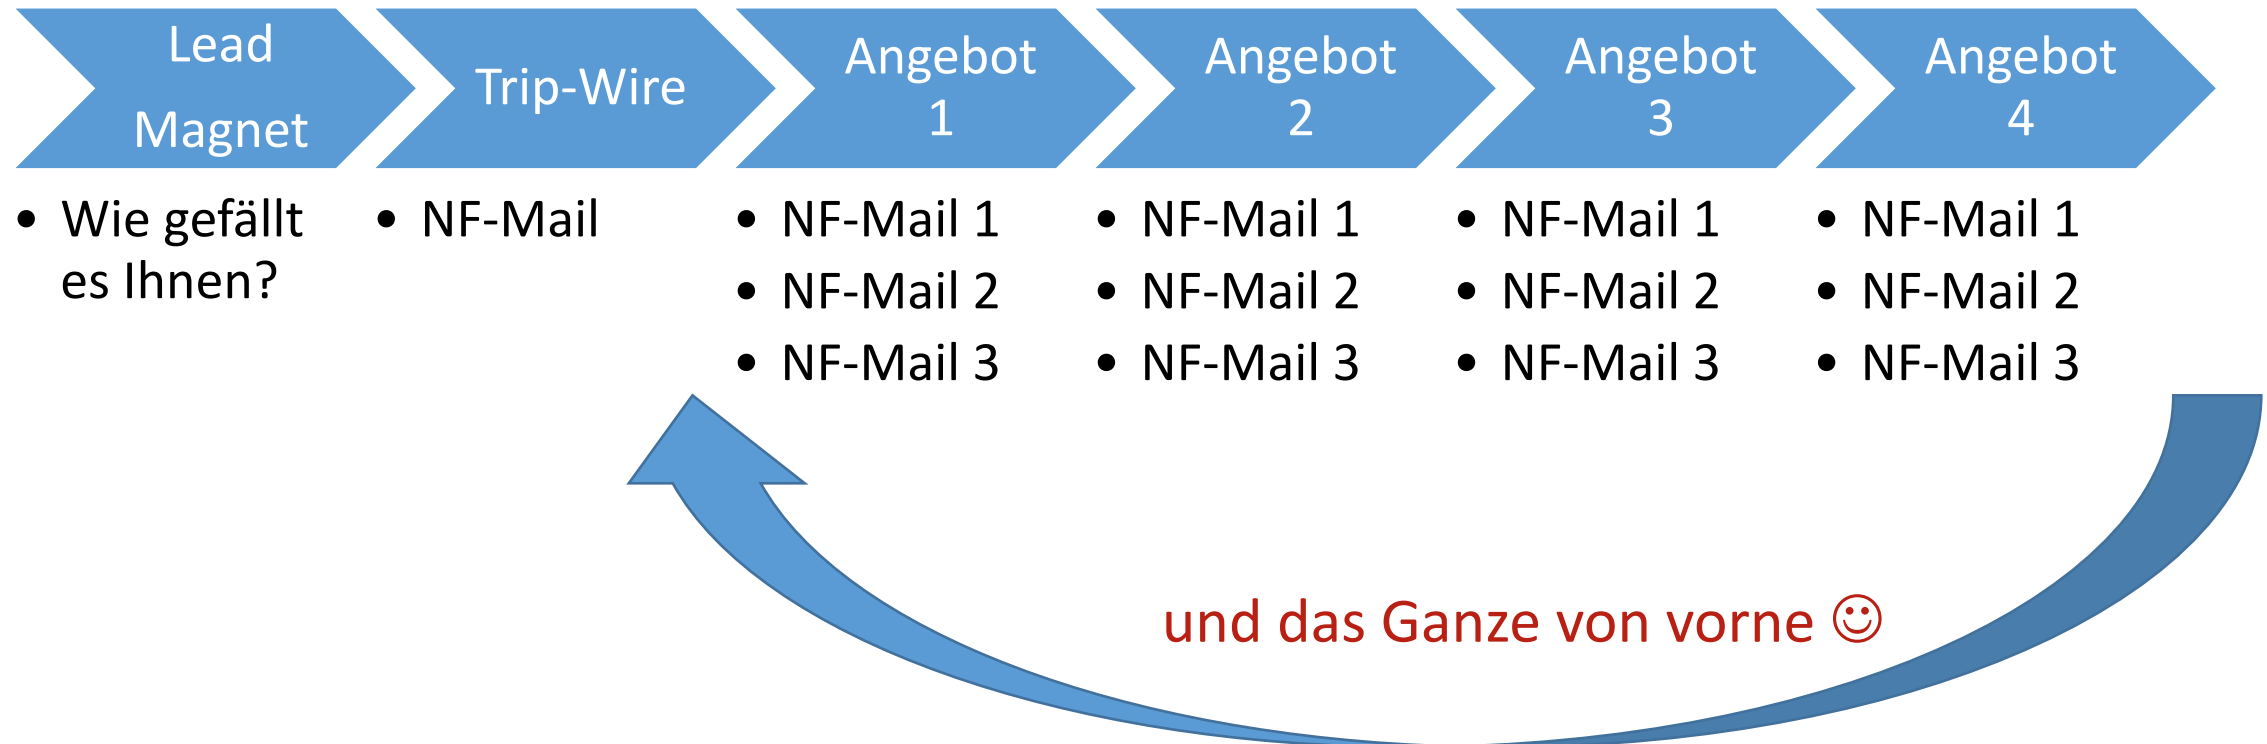 Lead
Magnet
Trip-Wire
Angebot
1
Angebot
2
Angebot
3
Angebot
4
• Wie gefällt
es Ihnen?
• NF-Mail
• NF-Mail 1
• NF-Mail 2
• NF-Mail 3
• NF-Mail 1
• NF-Mail 2
• NF-Mail 3
• NF-Mail 1
• NF-Mail 2
• NF-Mail 3
• NF-Mail 1
• NF-Mail 2
• NF-Mail 3
und das Ganze von vorne ☺